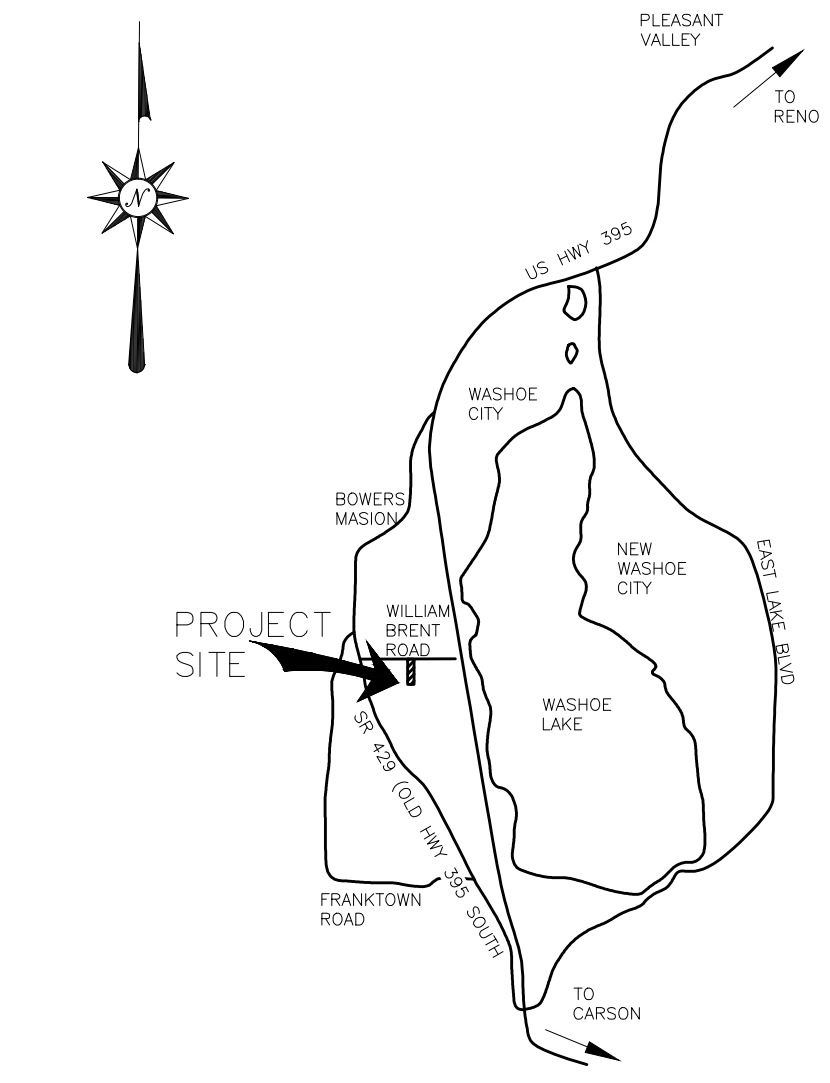 PLEASANT
VALLEY
TO
RENO
N
US HWY 395
WASHOE
CITY
BOWERS
MASION
NEW
WASHOE
CITY
EAST LAKE BLVD
WILLIAM
BRENT
ROAD
PROJECT
SITE
WASHOE
LAKE
SR 429 (OLD HWY 395 SOUTH
FRANKTOWN
ROAD
TO
CARSON